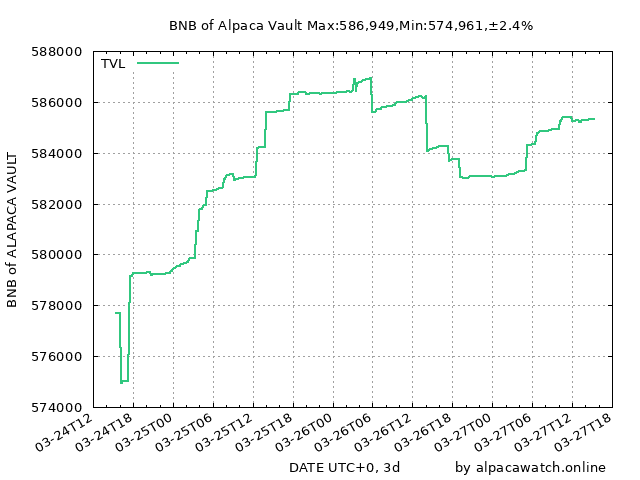 BNB of Alpaca Vault Max:586,949,Min:574,961,±2.4%
TVL
588000
586000
584000
582000
580000
578000
576000
574000
BNB of ALAPACA VAULT
03-24T12
03-24T18
03-25T00
03-25T06
03-25T12
03-25T18
03-26T00
03-26T06
03-26T12
03-26T18
03-27T00
03-27T06
03-27T12
03-27T18
DATE UTC+0, 3d
by alpacawatch.online